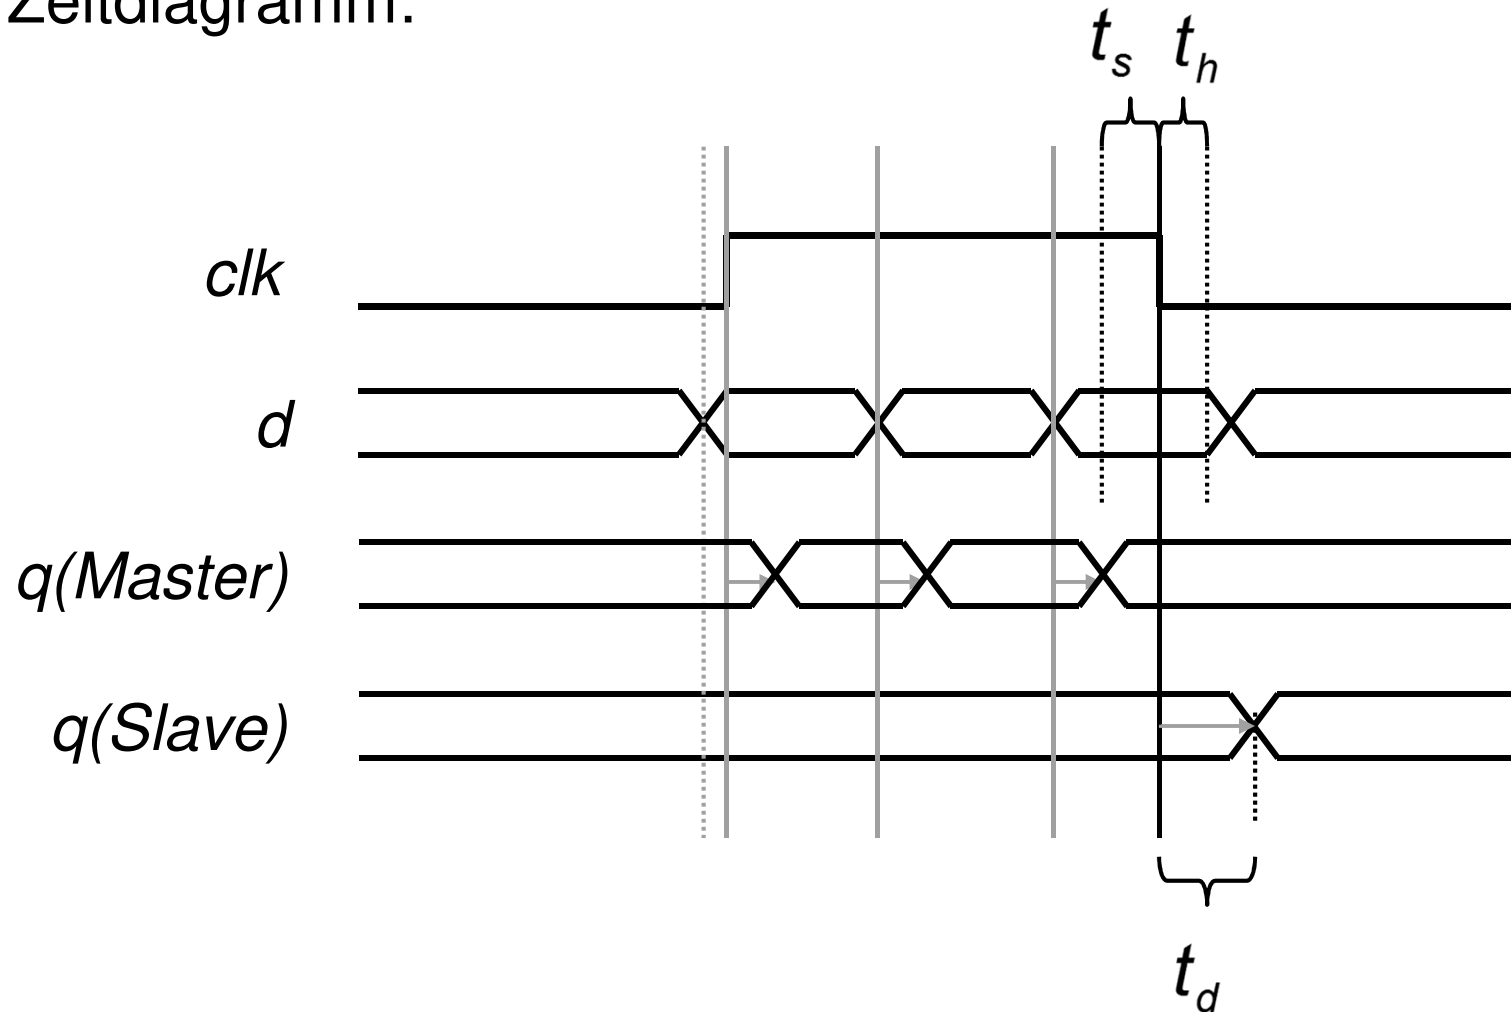 Zeitdiagramm:
t_s t_h
clk
d
q(Master)
q(Slave)
t_d